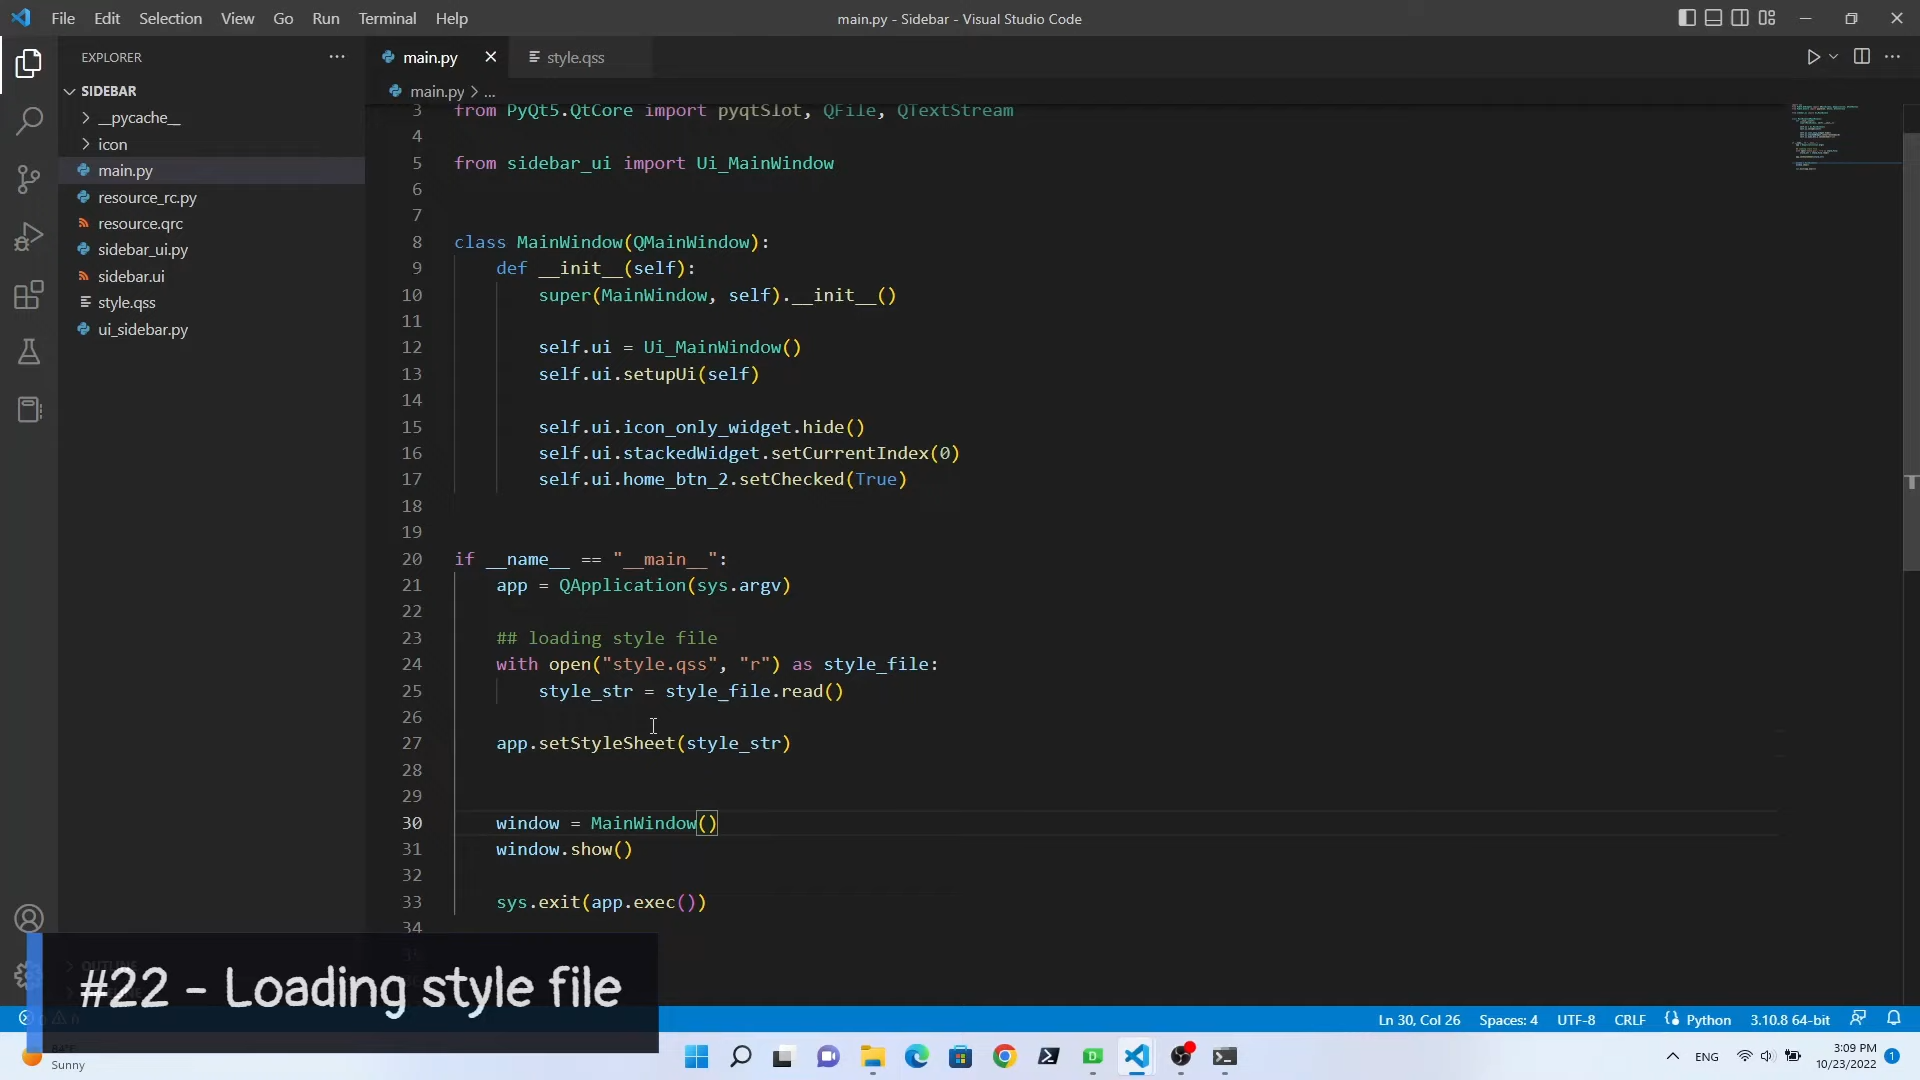 File Edit Selection View Go Run Terminal Help
main.py - Sidebar - Visual Studio Code
EXPLORER
SIDEBAR
__pycache__
icon
main.py
resource_rc.py
resource.qrc
sidebar_ui.py
sidebar.ui
style.qss
ui_sidebar.py
main.py
style.qss
main.py > ...
3 from PyQt5.QtCore import pyqtSlot, QFile, QTextStream
4
5 from sidebar_ui import Ui_MainWindow
6
7
8 class MainWindow(QMainWindow):
9 def __init__(self):
10 super(MainWindow, self).__init__()
11
12 self.ui = Ui_MainWindow()
13 self.ui.setupUi(self)
14
15 self.ui.icon_only_widget.hide()
16 self.ui.stackedWidget.setCurrentIndex(0)
17 self.ui.home_btn_2.setChecked(True)
18
19
20 if __name__ == "__main__":
21 app = QApplication(sys.argv)
22
23 ## loading style file
24 with open("style.qss", "r") as style_file:
25 style_str = style_file.read()
26
27 app.setStyleSheet(style_str)
28
29
30 window = MainWindow()
31 window.show()
32
33 sys.exit(app.exec())
34
OUTLINE
#22 - Loading style file
Ln 30, Col 26 Spaces: 4 UTF-8 CRLF Python 3.10.8 64-bit
Sunny
ENG
3:09 PM
10/23/2022
1